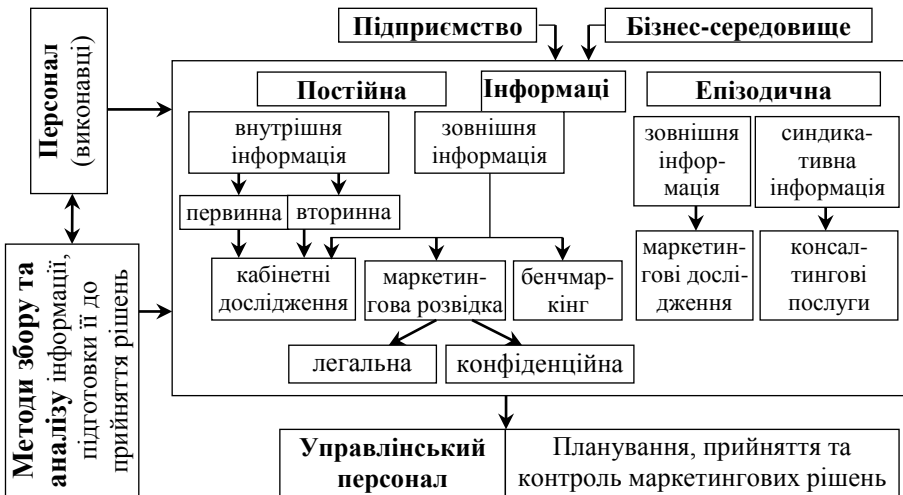 Підприємство
Бізнес-середовище
Персонал
(виконавці)
Постійна
Інформаці
Епізодична
внутрішня
інформація
зовнішня
інформація
зовнішня
інфор-
мація
синдика-
тивна
інформація
первинна
вторинна
кабінетні
дослідження
маркетин-
гова розвідка
бенчмар-
кінг
маркетин-
гові дослі-
дження
консал-
тингові
послуги
легальна
конфіденційна
Методи збору та
аналізу інформації,
підготовки її до
прийняття рішень
Управлінський
персонал
Планування, прийняття та
контроль маркетингових рішень